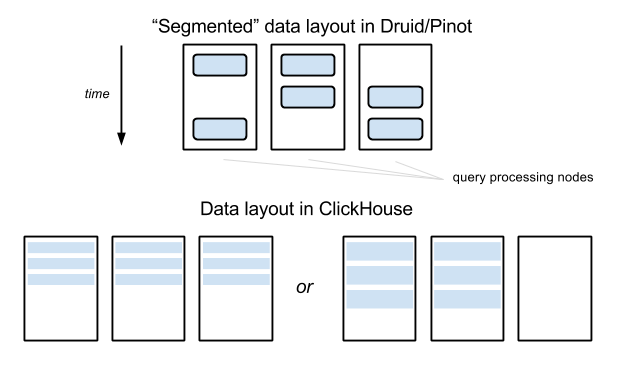 “Segmented” data layout in Druid/Pinot
time
query processing nodes
Data layout in ClickHouse
or